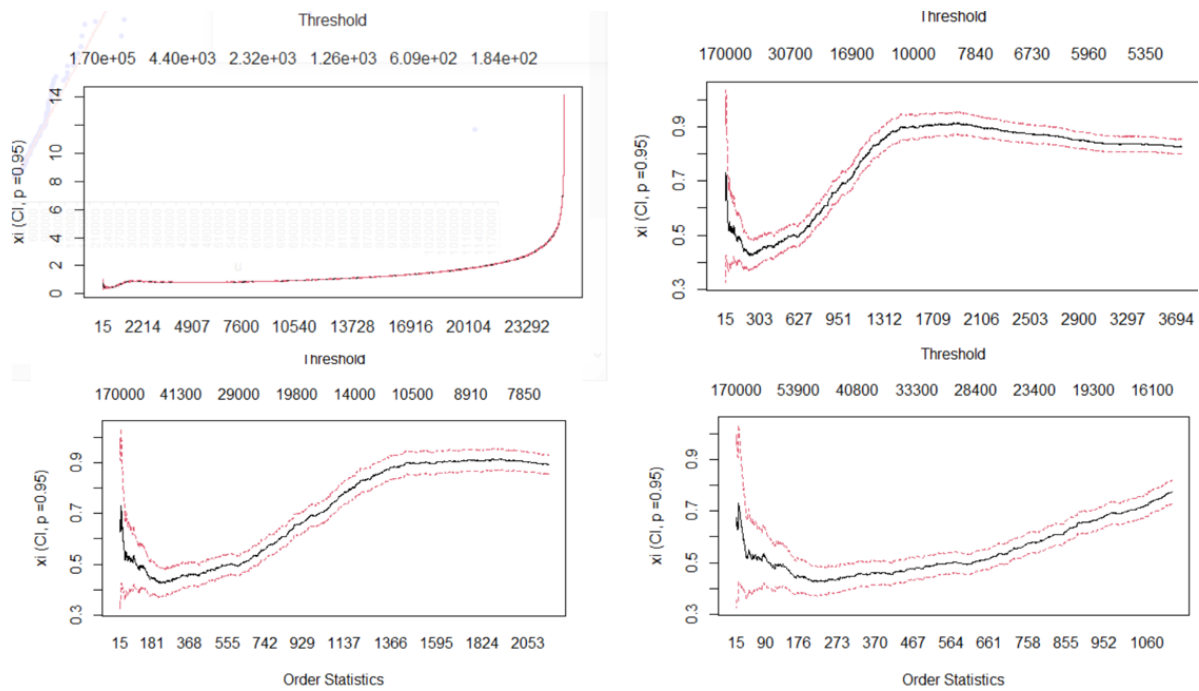 Threshold
1.70e+05 4.40e+03 2.32e+03 1.26e+03 6.09e+02 1.84e+02
xi (CI, p =0.95)
0 2 4 6 8 10 14
15 2214 4907 7600 10540 13728 16916 20104 23292
Threshold
170000 30700 16900 10000 7840 6730 5960 5350
xi (CI, p =0.95)
0.3 0.5 0.7 0.9
15 303 627 951 1312 1709 2106 2503 2900 3297 3694
Threshold
170000 41300 29000 19800 14000 10500 8910 7850
xi (CI, p =0.95)
0.3 0.5 0.7 0.9
15 181 368 555 742 929 1137 1366 1595 1824 2053
Order Statistics
Threshold
170000 53900 40800 33300 28400 23400 19300 16100
xi (CI, p =0.95)
0.3 0.5 0.7 0.9
15 90 176 273 370 467 564 661 758 855 952 1060
Order Statistics